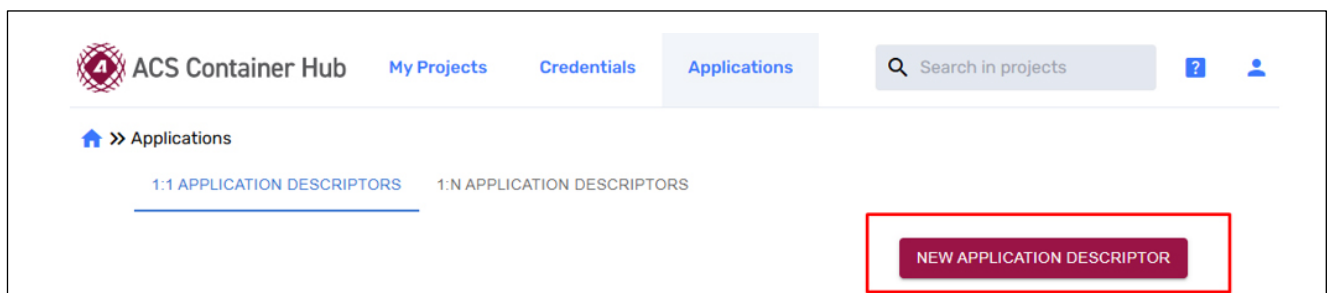 ACS Container Hub My Projects Credentials Applications Search in projects ?
>> Applications
1:1 APPLICATION DESCRIPTORS 1:N APPLICATION DESCRIPTORS
NEW APPLICATION DESCRIPTOR